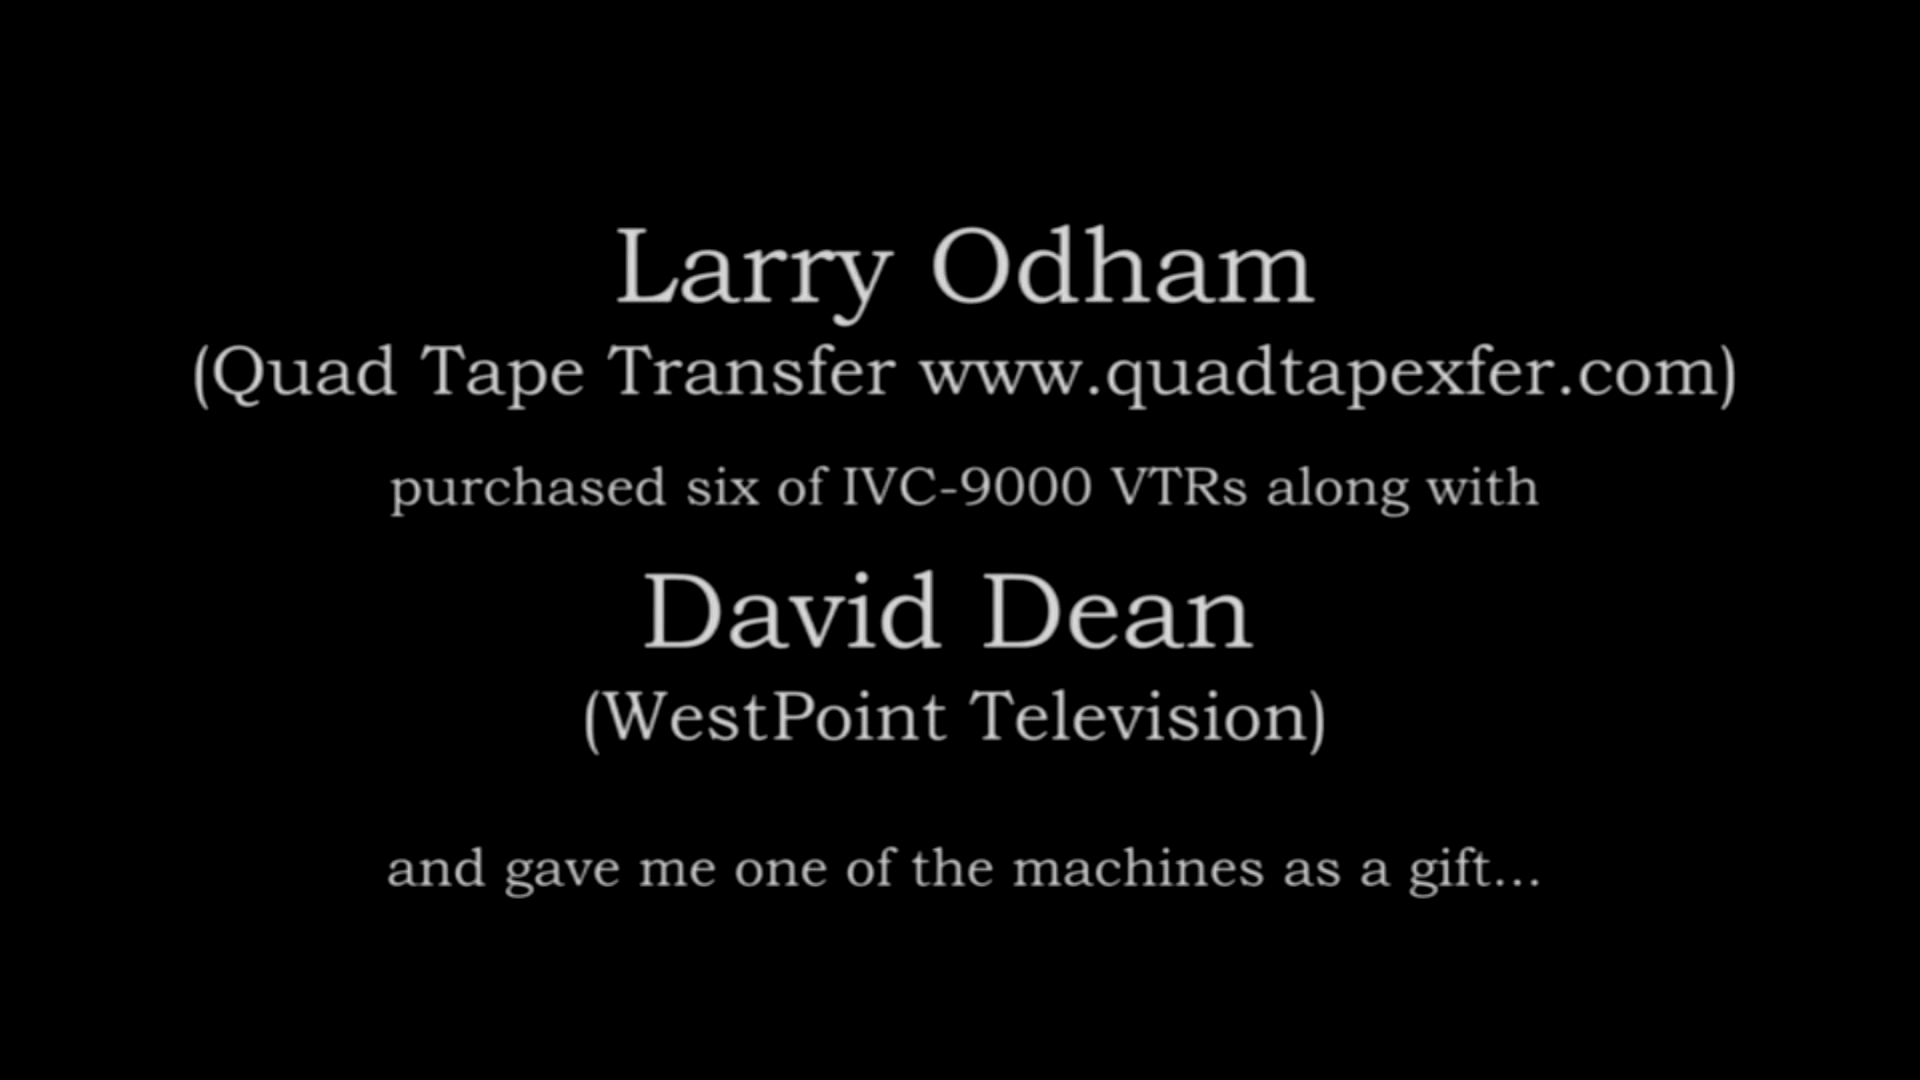 Larry Odham
(Quad Tape Transfer www.quadtapexfer.com)
purchased six of IVC-9000 VTRs along with
David Dean
(WestPoint Television)
and gave me one of the machines as a gift...